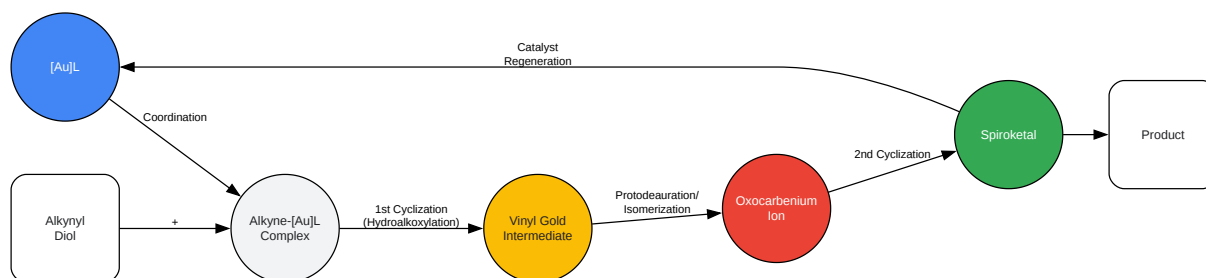 Catalyst
Regeneration
[Au]L
Coordination
Alkynyl
Diol
+
Alkyne-[Au]L
Complex
1st Cyclization
(Hydroalkoxylation)
Vinyl Gold
Intermediate
Protodeauration/
Isomerization
Oxocarbenium
Ion
2nd Cyclization
Spiroketal
Product